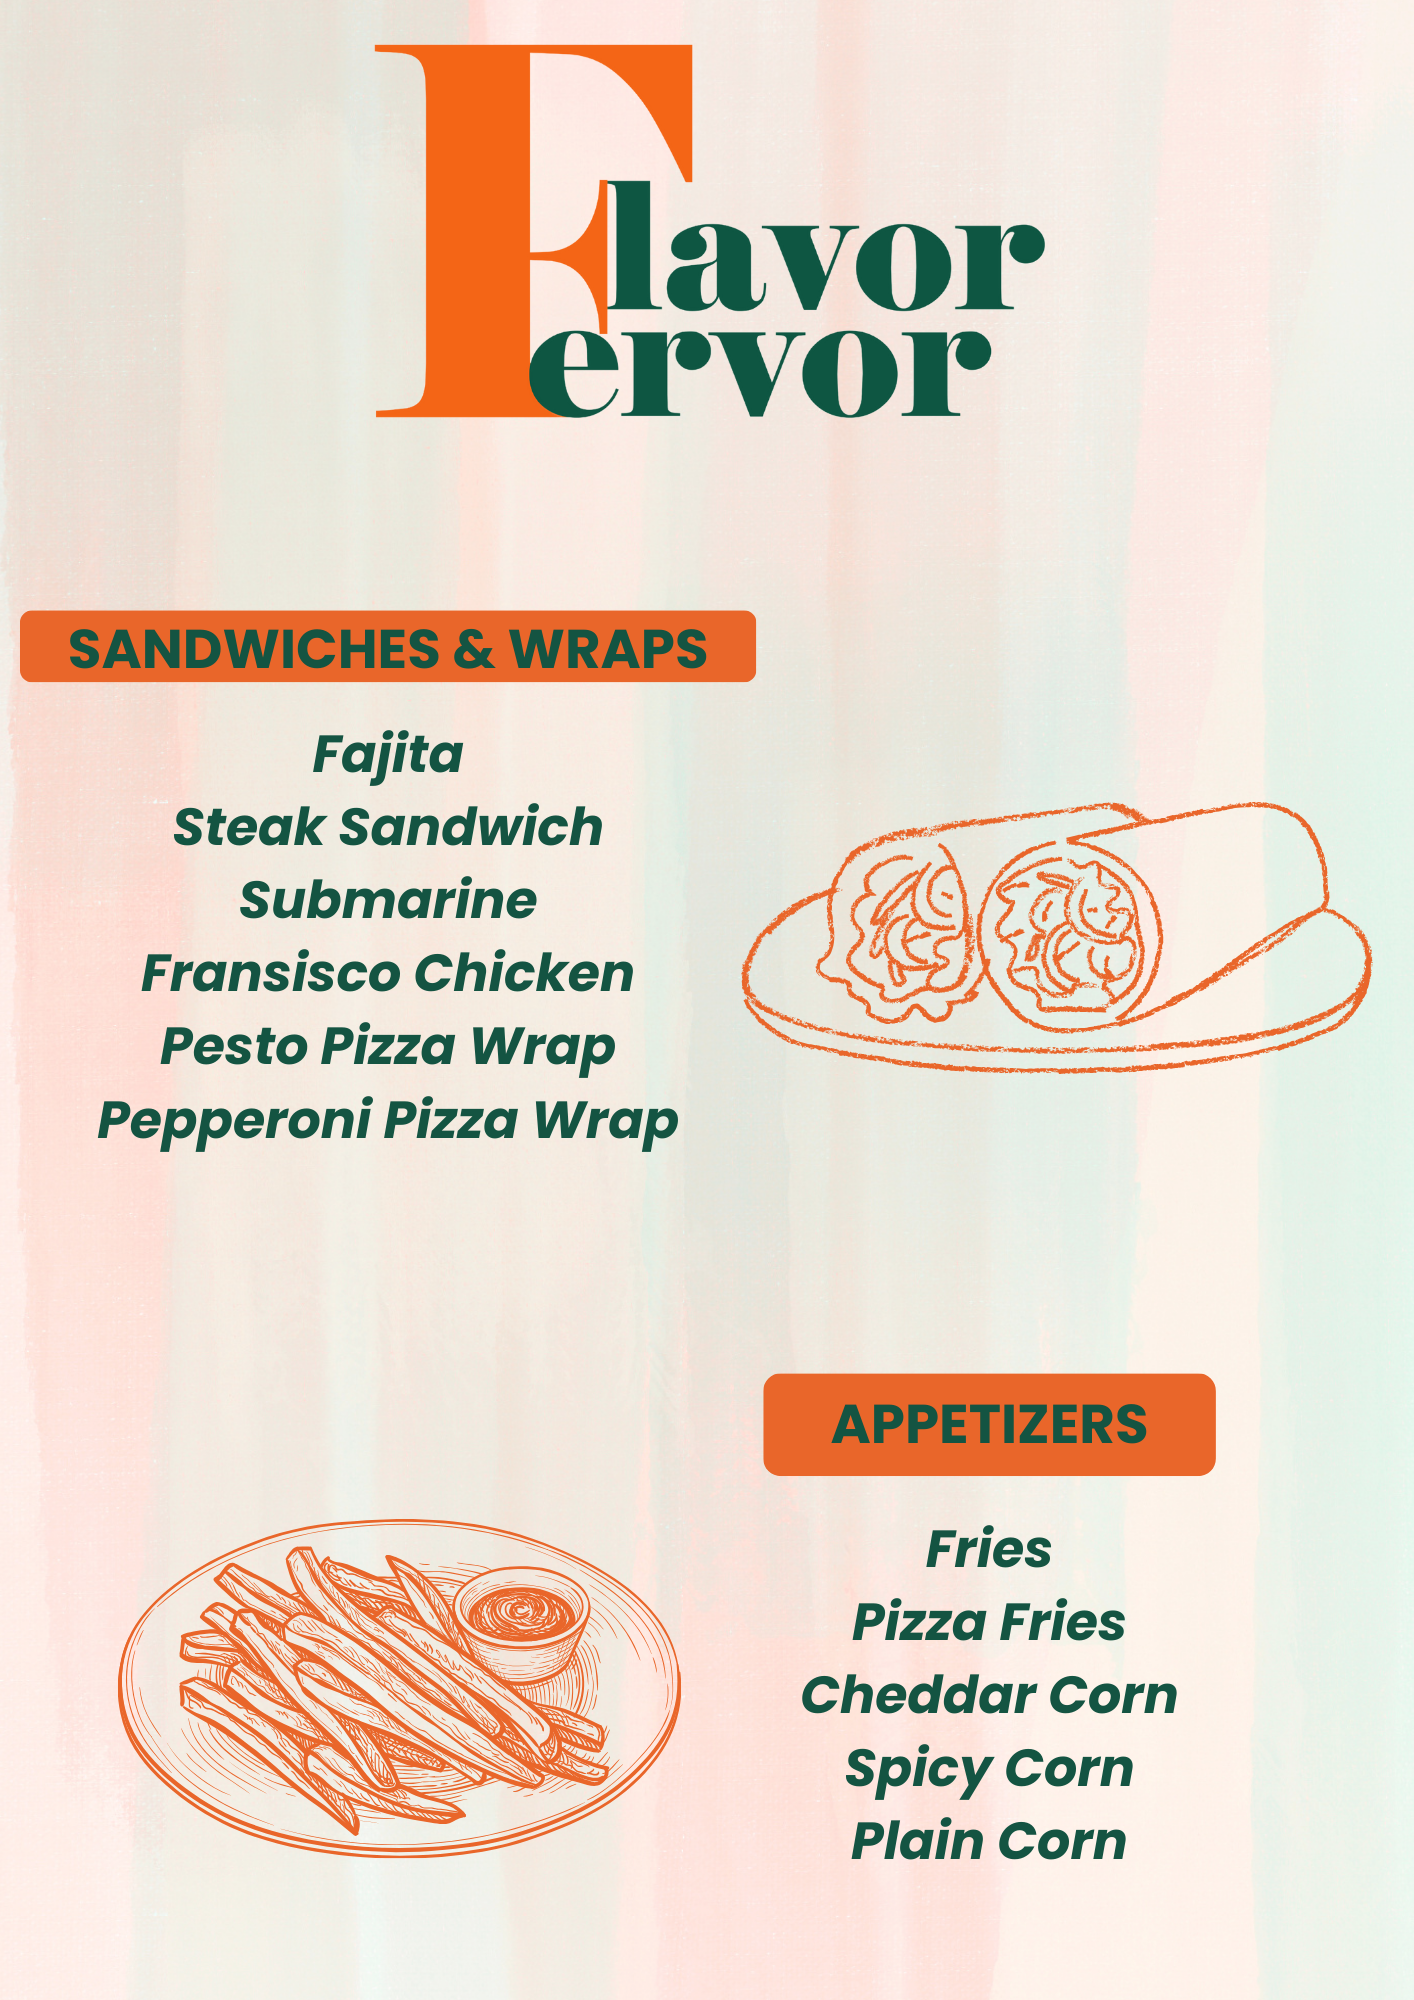 Flavor
Fervor
SANDWICHES & WRAPS
Fajita
Steak Sandwich
Submarine
Fransisco Chicken
Pesto Pizza Wrap
Pepperoni Pizza Wrap
APPETIZERS
Fries
Pizza Fries
Cheddar Corn
Spicy Corn
Plain Corn